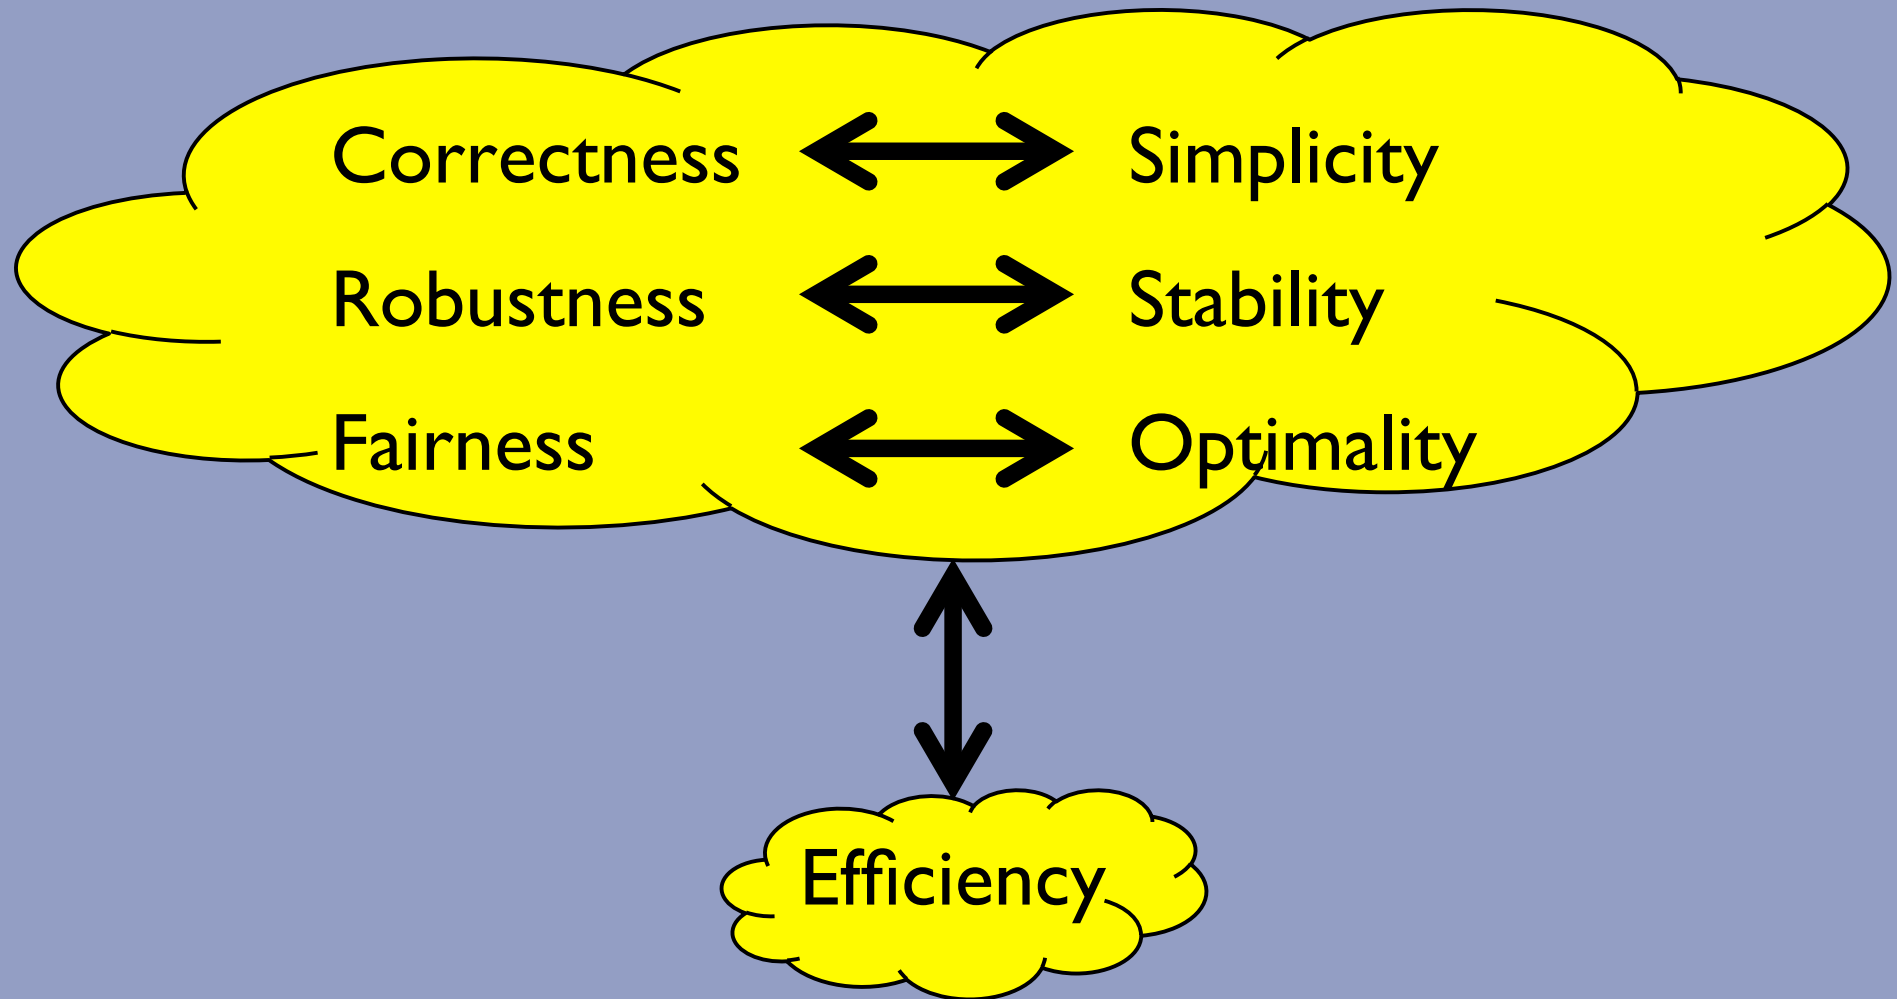 Correctness Simplicity
Robustness Stability
Fairness Optimality
Efficiency